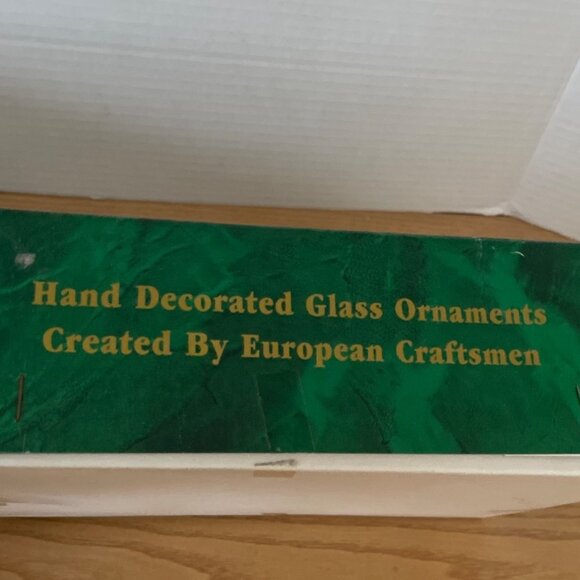 Hand Decorated Glass Ornaments
Created By European Craftsmen